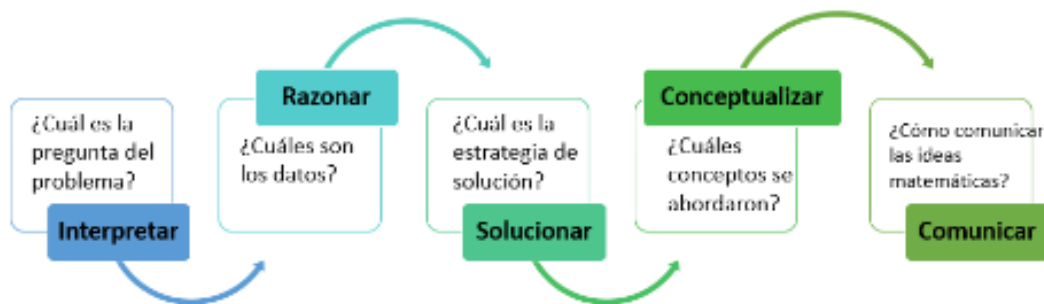 ¿Cuál es la
pregunta del
problema?
Interpretar
Razonar
¿Cuáles son
los datos?
¿Cuál es la
estrategia de
solución?
Solucionar
Conceptualizar
¿Cuáles
conceptos se
abordaron?
¿Cómo comunicar
las ideas
matemáticas?
Comunicar